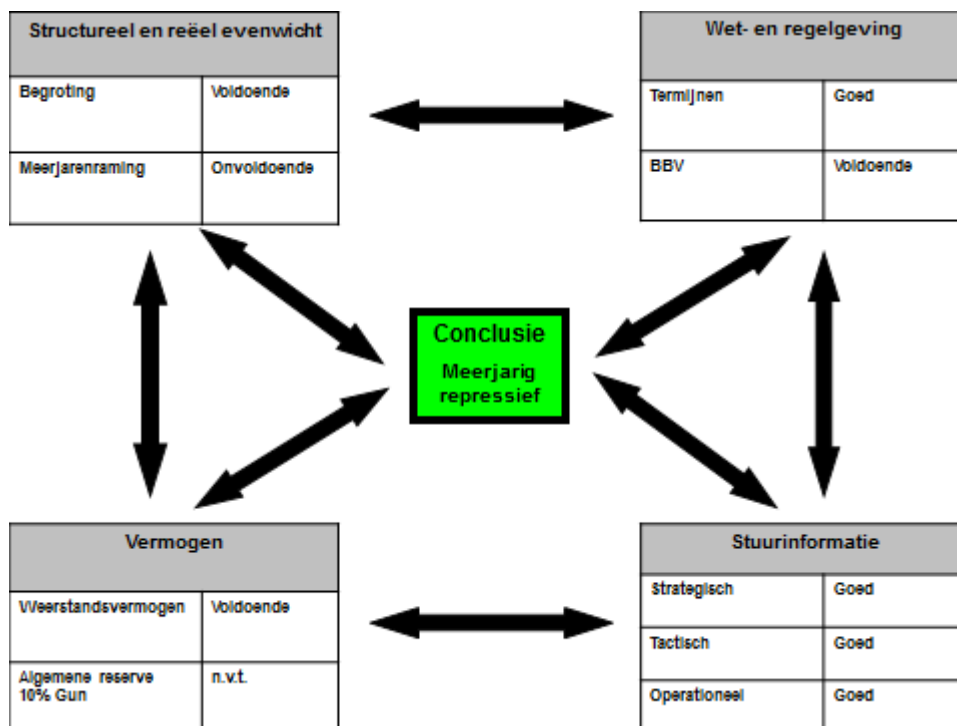 Structureel en reëel evenwicht
Begroting Voldoende
Meerjarenraming Onvoldoende
Wet- en regelgeving
Termijnen Goed
BBV Voldoende
Conclusie
Meerjarig
repressief
Vermogen
Weerstandsvermogen Voldoende
Algemene reserve n.v.t.
10% Gun
Stuurinformatie
Strategisch Goed
Tactisch Goed
Operationeel Goed